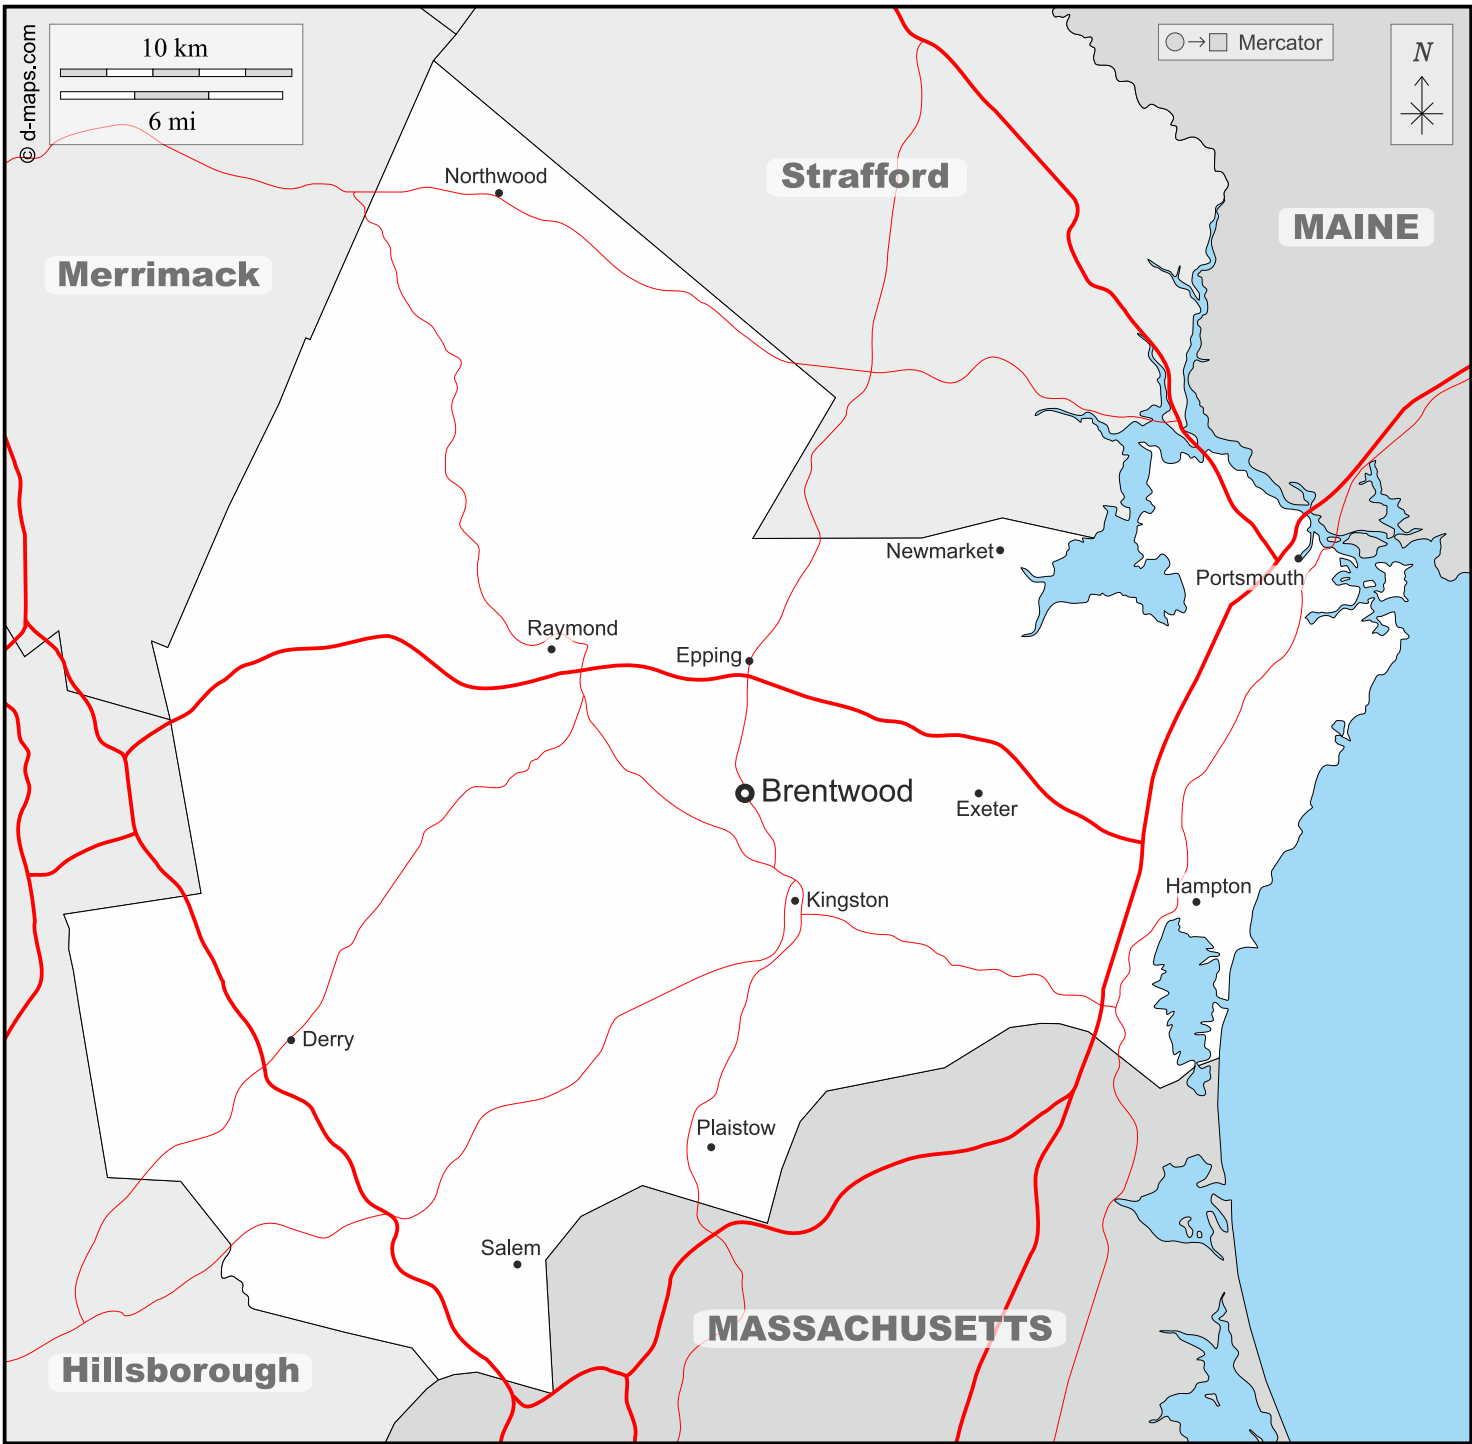 © d-maps.com
10 km
6 mi
Mercator
N
Northwood
Strafford
MAINE
Merrimack
Newmarket
Portsmouth
Raymond
Epping
Brentwood
Exeter
Hampton
Kingston
Derry
Plaistow
Salem
MASSACHUSETTS
Hillsborough